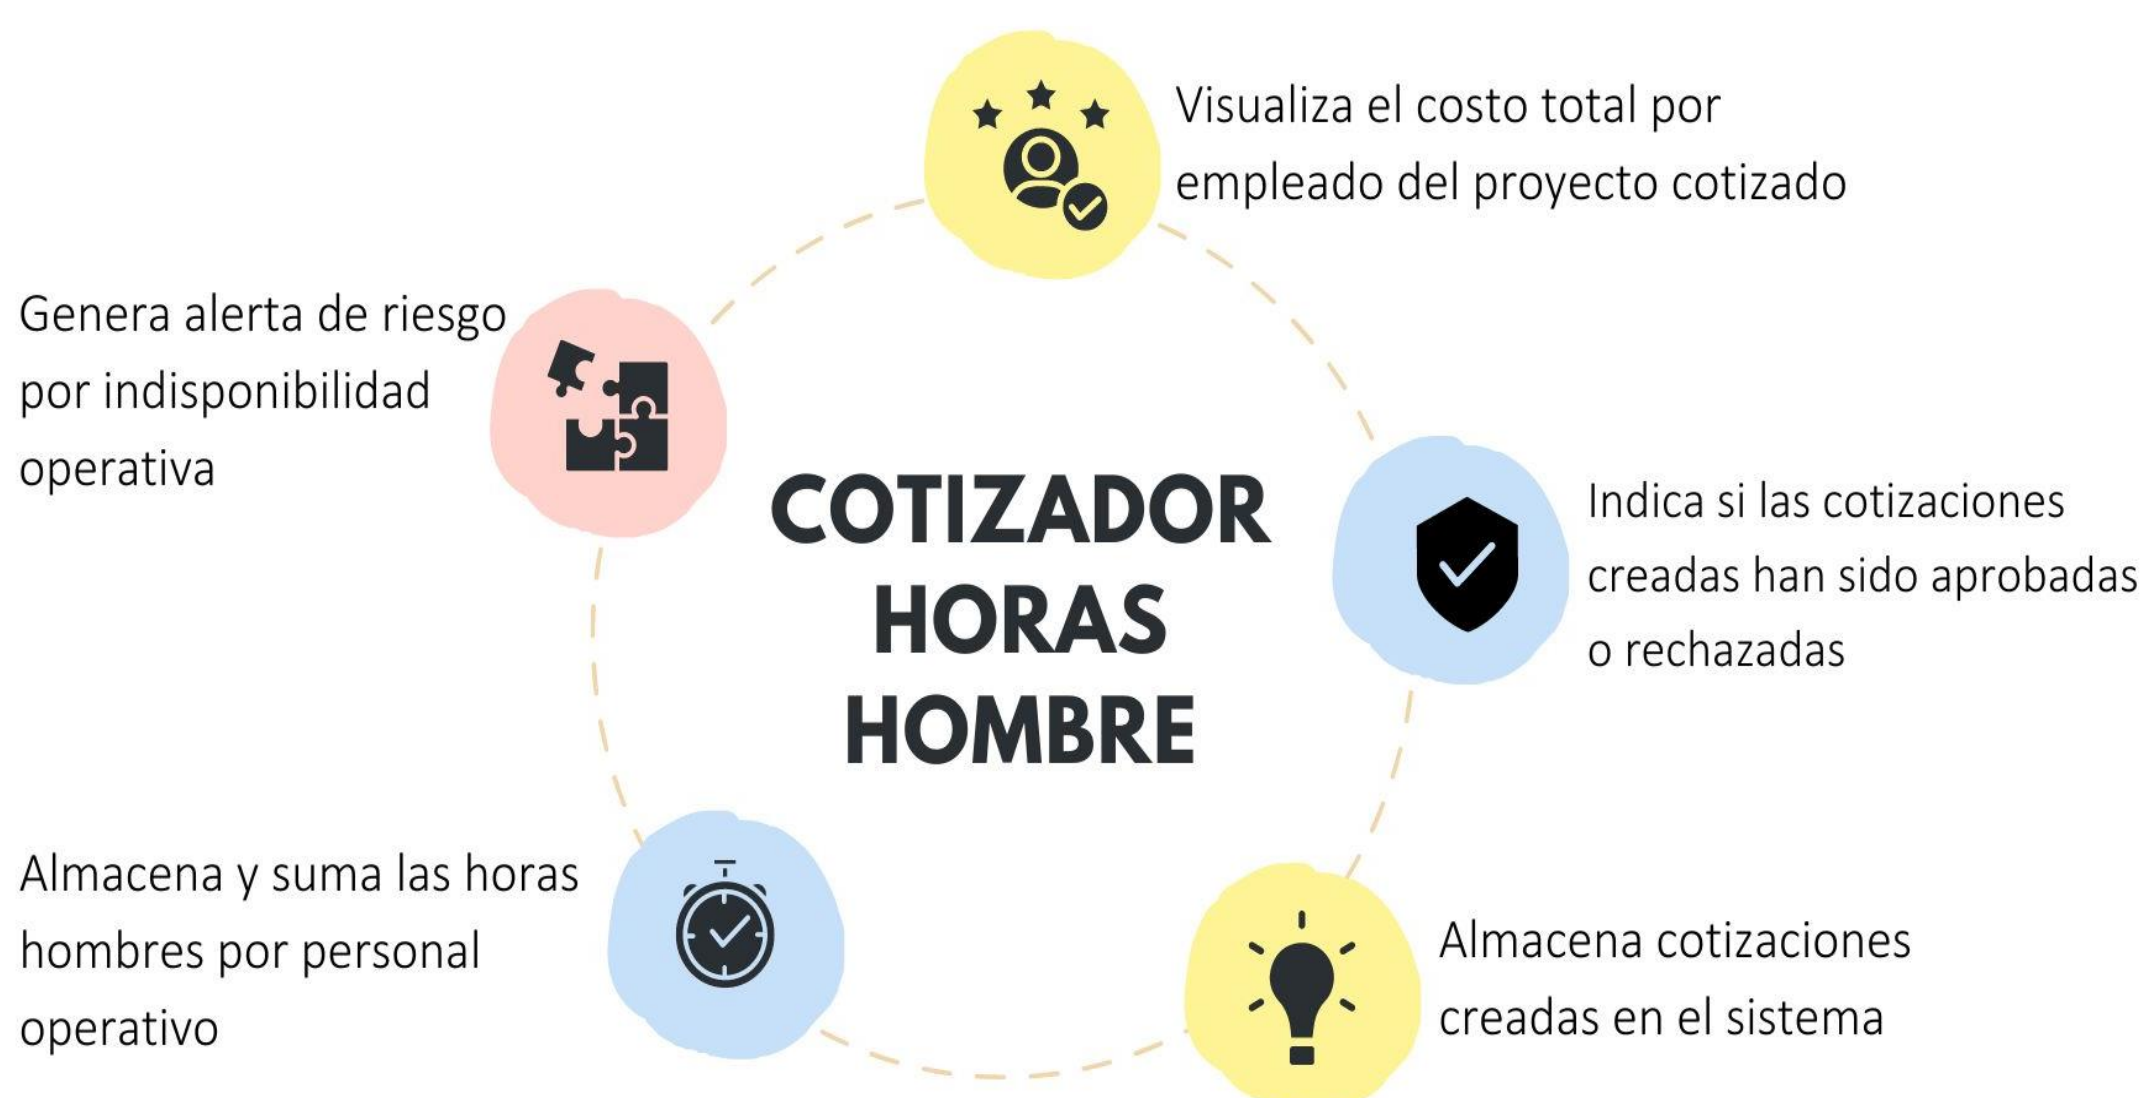 Visualiza el costo total por
empleado del proyecto cotizado
Genera alerta de riesgo
por indisponibilidad
operativa
COTIZADOR
HORAS
HOMBRE
Indica si las cotizaciones
creadas han sido aprobadas
o rechazadas
Almacena y suma las horas
hombres por personal
operativo
Almacena cotizaciones
creadas en el sistema